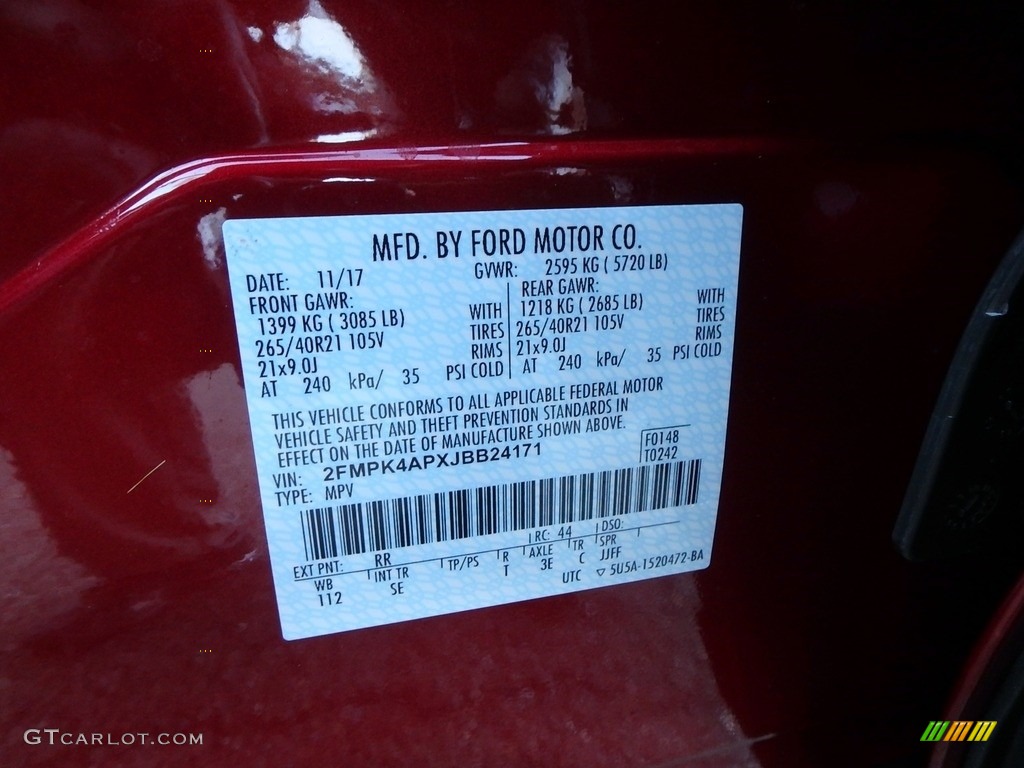 MFD. BY FORD MOTOR CO.
DATE: 11/17 GVWR: 2595 KG ( 5720 LB)
FRONT GAWR: REAR GAWR:
1399 KG ( 3085 LB) WITH 1218 KG ( 2685 LB) WITH
265/40R21 105V TIRES 265/40R21 105V TIRES
21x9.0J RIMS 21x9.0J RIMS
AT 240 kPa/ 35 PSI COLD AT 240 kPa/ 35 PSI COLD
THIS VEHICLE CONFORMS TO ALL APPLICABLE FEDERAL MOTOR
VEHICLE SAFETY AND THEFT PREVENTION STANDARDS IN
EFFECT ON THE DATE OF MANUFACTURE SHOWN ABOVE.
VIN: 2FMPK4APXJBB24171 F0148
TYPE: MPV T0242
EXT PNT: RR RC: 44 DSO:
WB INT TR TP/PS R AXLE TR SPR
112 SE T 3E C JJFF
UTC ▽ 5U5A-1520472-BA
GTCARLOT.COM